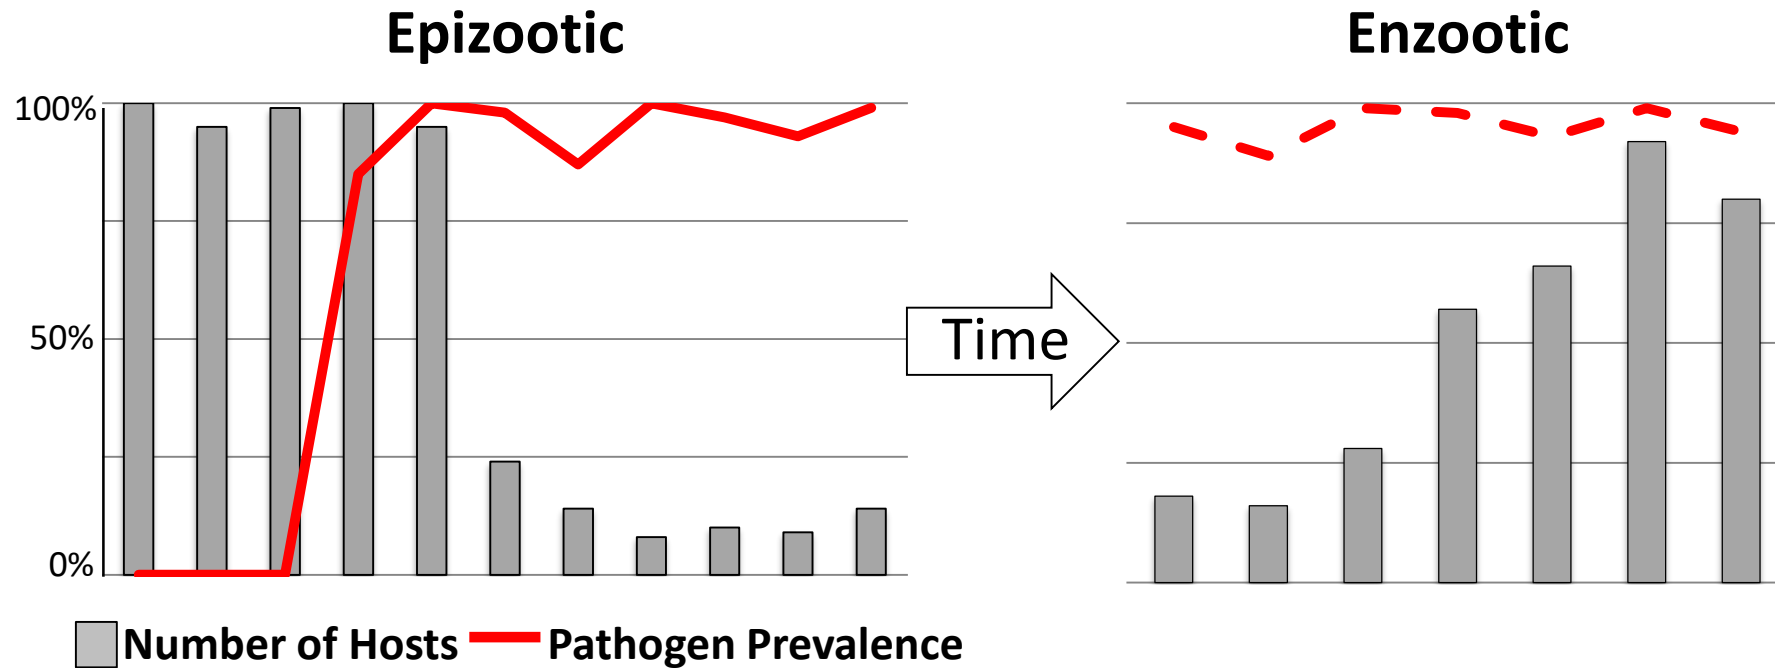 Epizootic
Enzootic
100%
50%
0%
Time
Number of Hosts
Pathogen Prevalence